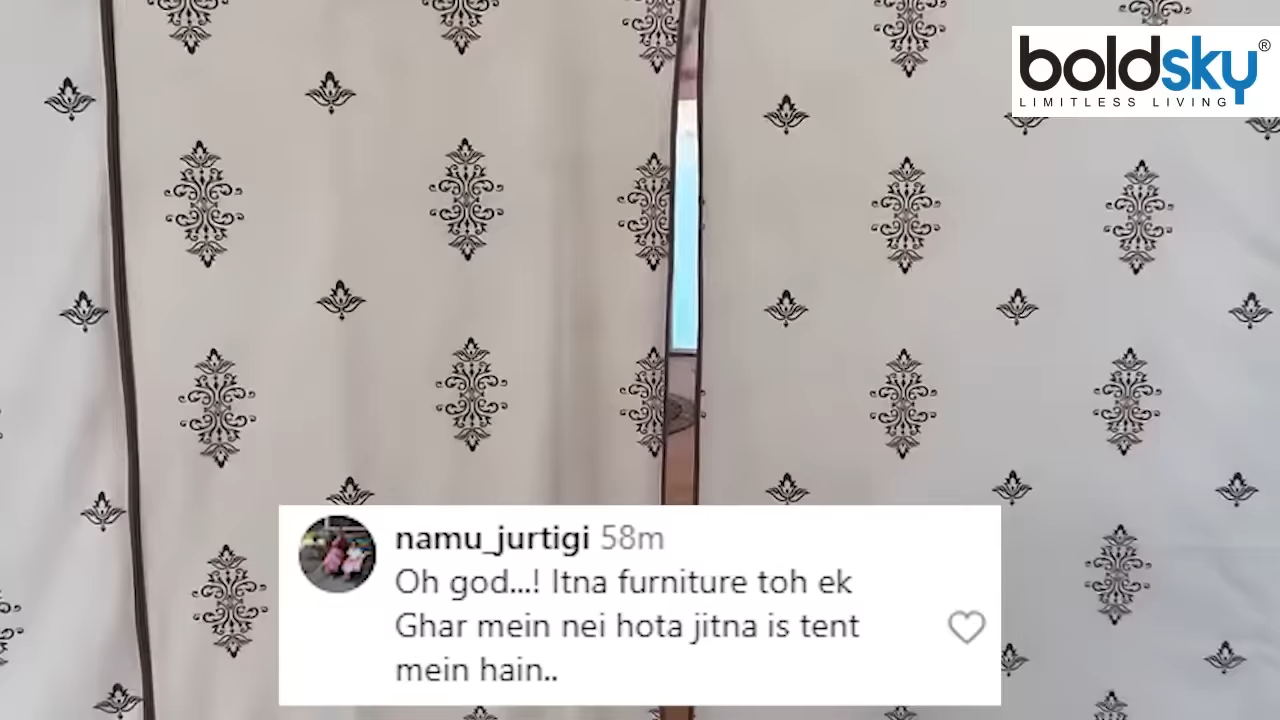 boldsky®
LIMITLESS LIVING
namu_jurtigi 58m
Oh god...! Itna furniture toh ek
Ghar mein nei hota jitna is tent
mein hain..